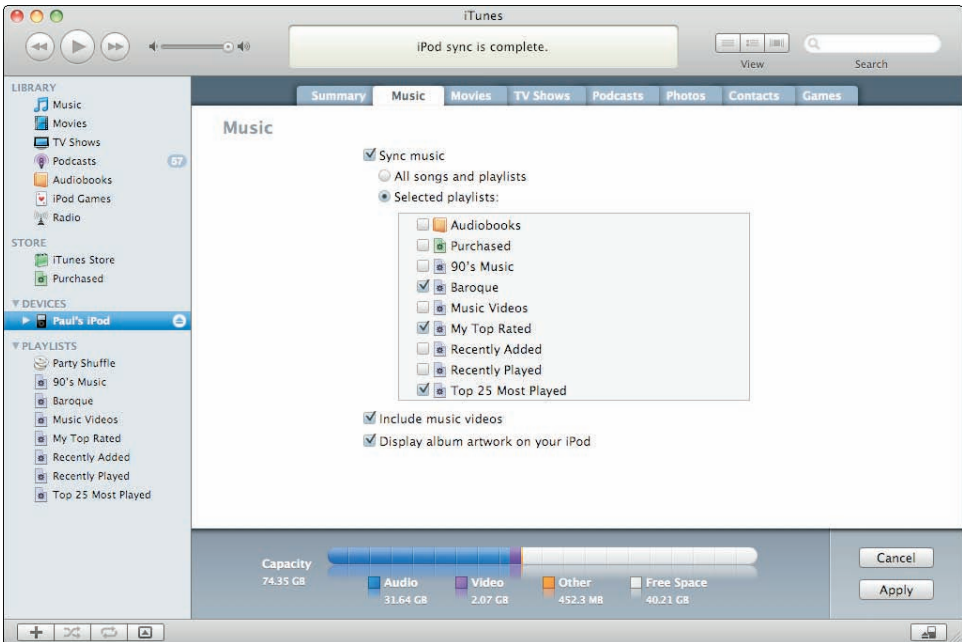 iTunes
iPod sync is complete.
View
Search
LIBRARY
Music
Movies
TV Shows
Podcasts 57
Audiobooks
iPod Games
Radio
STORE
iTunes Store
Purchased
DEVICES
Paul's iPod
PLAYLISTS
Party Shuffle
90's Music
Baroque
Music Videos
My Top Rated
Recently Added
Recently Played
Top 25 Most Played
Summary Music Movies TV Shows Podcasts Photos Contacts Games
Music
Sync music
All songs and playlists
Selected playlists:
Audiobooks
Purchased
90's Music
Baroque
Music Videos
My Top Rated
Recently Added
Recently Played
Top 25 Most Played
Include music videos
Display album artwork on your iPod
Capacity
74.35 GB
Audio
31.64 GB
Video
2.07 GB
Other
452.3 MB
Free Space
40.21 GB
Cancel
Apply